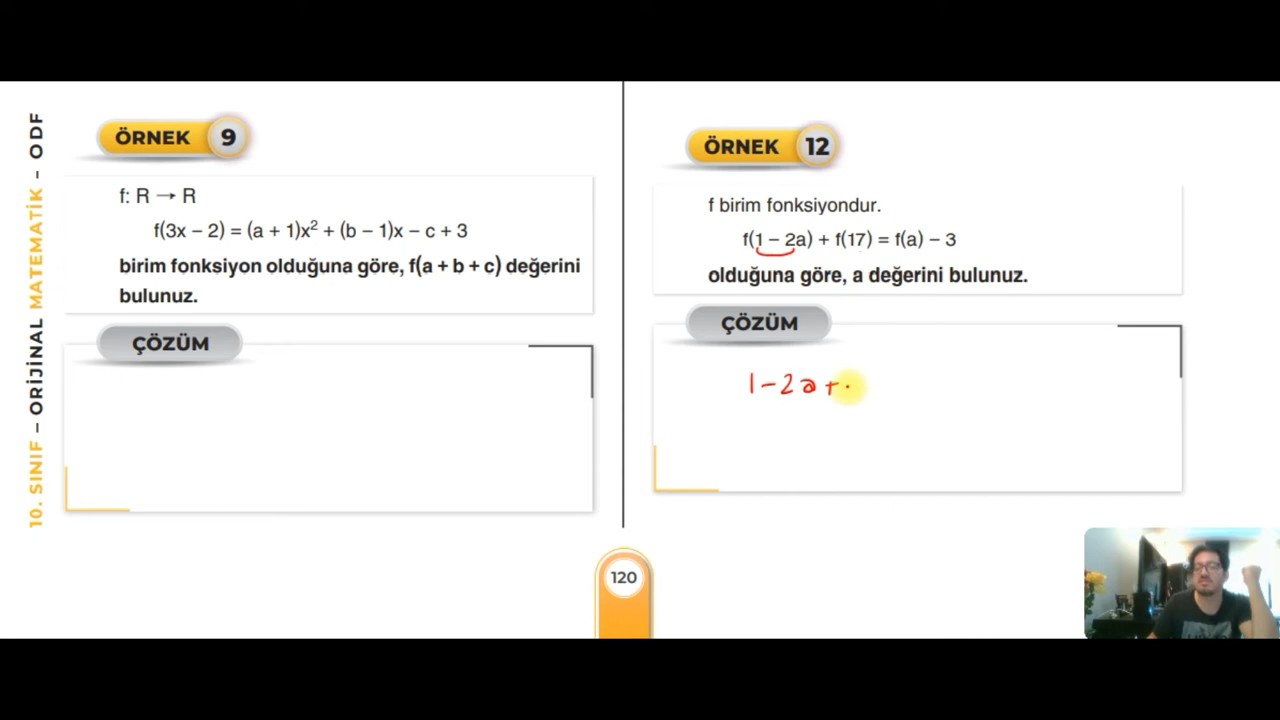 10. SINIF – ORİJİNAL MATEMATİK – ODF
ÖRNEK 9
f: R → R
f(3x – 2) = (a + 1)x² + (b – 1)x – c + 3
birim fonksiyon olduğuna göre, f(a + b + c) değerini
bulunuz.
ÇÖZÜM
ÖRNEK 12
f birim fonksiyondur.
f(1 – 2a) + f(17) = f(a) – 3
olduğuna göre, a değerini bulunuz.
ÇÖZÜM
1 – 2a +
120